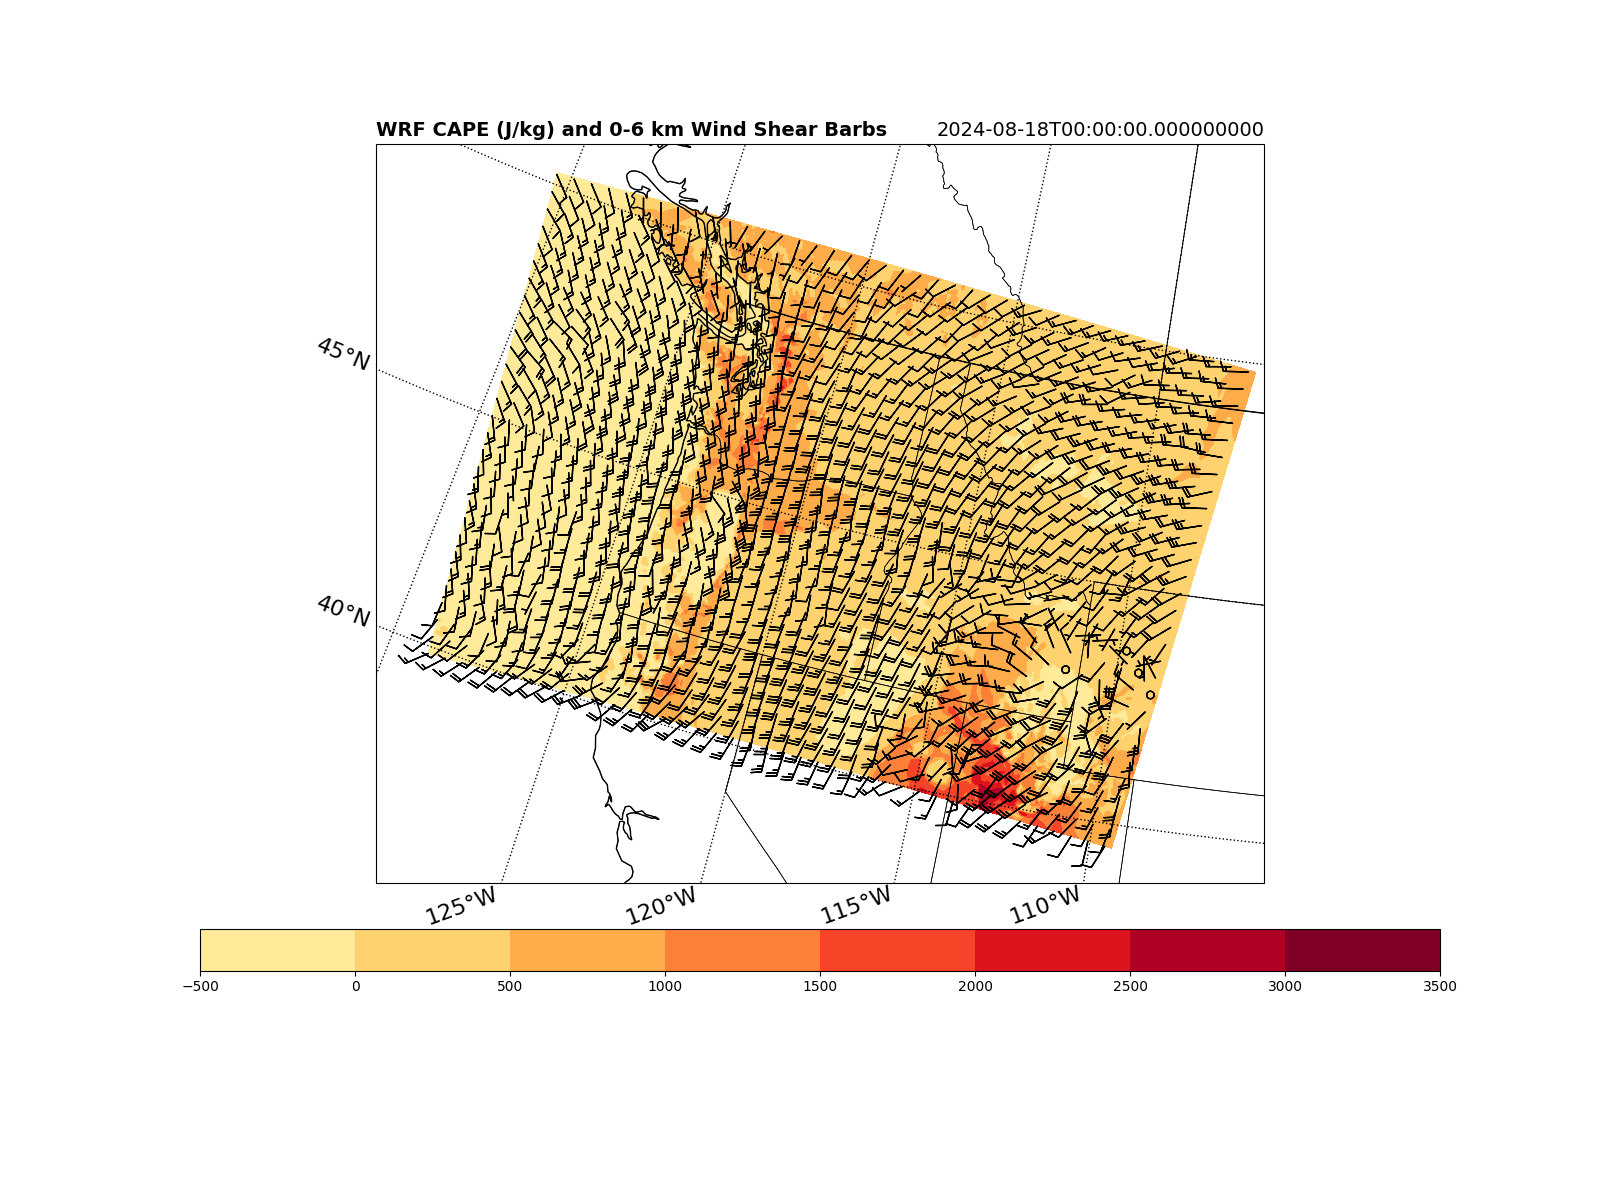 WRF CAPE (J/kg) and 0-6 km Wind Shear Barbs 2024-08-18T00:00:00.000000000
45°N
40°N
125°W 120°W 115°W 110°W
−500 0 500 1000 1500 2000 2500 3000 3500